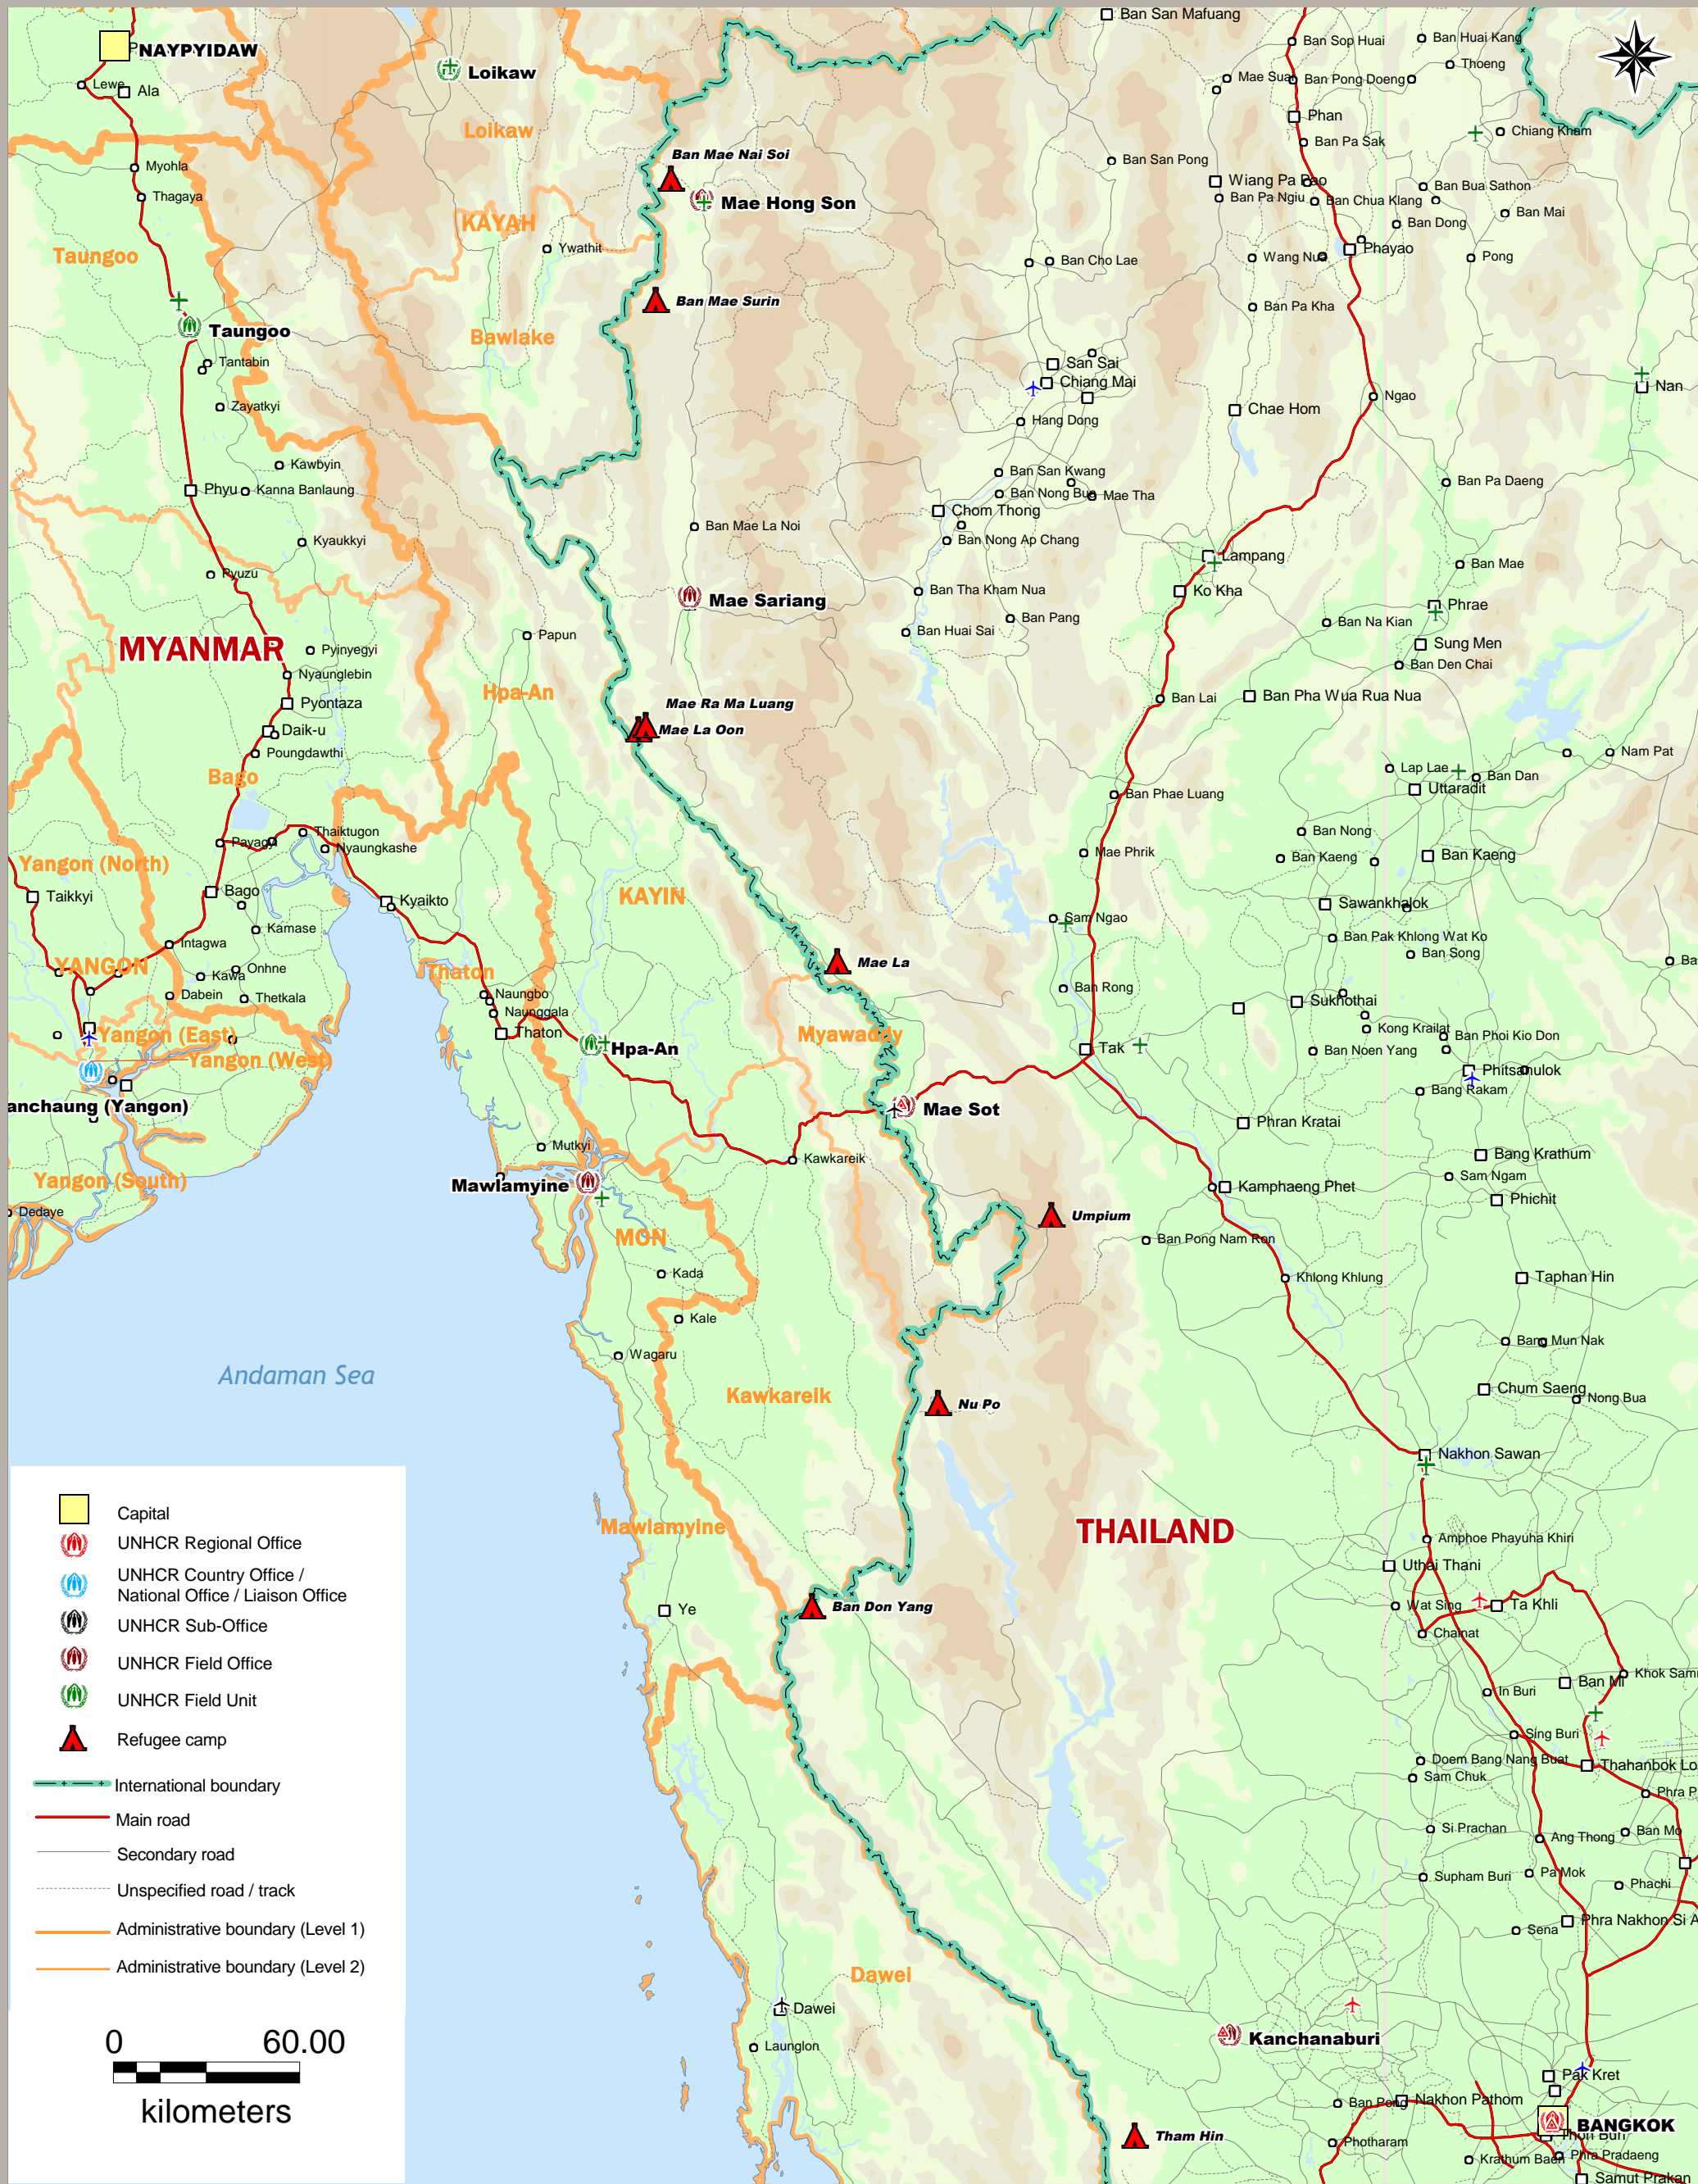 Ban San Mafuang
Ban Sop Huai
Ban Huai Kang
NAYPYIDAW
Loikaw
Thoeng
Mae Sua
Ban Pong Doeng
Lewe
Ala
Phan
Loikaw
Chiang Kham
Ban Pa Sak
Ban Mae Nai Soi
Ban San Pong
Myohla
Wiang Pa Pao
Ban Bua Sathon
Thagaya
Mae Hong Son
Ban Pa Ngiu
Ban Chua Klang
Ban Mai
KAYAH
Ban Dong
Taungoo
Ywathit
Phayao
Ban Cho Lae
Wang Nua
Pong
Ban Mae Surin
Ban Pa Kha
Taungoo
Bawlake
Tantabin
San Sai
Chiang Mai
Nan
Zayatkyi
Ngao
Chae Hom
Hang Dong
Kawbyin
Ban San Kwang
Phyu
Kanna Banlaung
Ban Nong Bua
Mae Tha
Ban Pa Daeng
Chom Thong
Ban Mae La Noi
Kyaukkyi
Ban Nong Ap Chang
Lampang
Pyuzu
Ban Mae
Mae Sariang
Ban Tha Kham Nua
Ko Kha
Phrae
Ban Pang
Ban Na Kian
Papun
Ban Huai Sai
MYANMAR
Pyinyegyi
Sung Men
Nyaunglebin
Ban Den Chai
Hpa-An
Pyontaza
Mae Ra Ma Luang
Ban Lai
Ban Pha Wua Rua Nua
Daik-u
Mae La Oon
Poungdawthi
Nam Pat
Bago
Lap Lae
Ban Dan
Uttaradit
Ban Phae Luang
Thaiktugon
Ban Nong
Payagyi
Nyaungkashe
Mae Phrik
Ban Kaeng
Ban Kaeng
Yangon (North)
Taikkyi
Bago
KAYIN
Kyaikto
Sawankhalok
Kamase
Sam Ngao
Intagwa
Ban Pak Khlong Wat Ko
Ban Song
YANGON
Onhne
Kawa
Thaton
Mae La
Ba
Dabein
Thetkala
Naungbo
Ban Rong
Naunggala
Sukhothai
Yangon (East)
Thaton
Myawaddy
Kong Krailat
Ban Phoi Kio Don
Hpa-An
Tak
Ban Noen Yang
Yangon (West)
Phitsanulok
Bang Rakam
anchaung (Yangon)
Mae Sot
Phran Kratai
Mutkyi
Kawkareik
Bang Krathum
Yangon (South)
Mawlamyine
Kamphaeng Phet
Sam Ngam
Phichit
Dedaye
Umpium
MON
Ban Pong Nam Ron
Kada
Khlong Khlung
Taphan Hin
Kale
Wagaru
Bang Mun Nak
Andaman Sea
Kawkareik
Chum Saeng
Nong Bua
Nu Po
Nakhon Sawan
Capital
Mawlamyine
THAILAND
Amphoe Phayuha Khiri
UNHCR Regional Office
Uthai Thani
UNHCR Country Office /
National Office / Liaison Office
Ye
Ban Don Yang
Wat Sing
Ta Khli
UNHCR Sub-Office
Chainat
UNHCR Field Office
Khok Sam
Ban Mi
UNHCR Field Unit
In Buri
Refugee camp
Sing Buri
Doem Bang Nang Buat
Thahanbok Lo
International boundary
Sam Chuk
Phra P
Main road
Si Prachan
Ang Thong
Ban Mo
Secondary road
Supham Buri
Pa Mok
Phachi
Unspecified road / track
Phra Nakhon Si A
Administrative boundary (Level 1)
Sena
Administrative boundary (Level 2)
Dawei
Dawei
0 60.00
Kanchanaburi
Launglon
Pak Kret
kilometers
Ban Pong
Nakhon Pathom
BANGKOK
Thon Buri
Tham Hin
Photharam
Krathum Baen
Phra Pradaeng
Samut Prakan